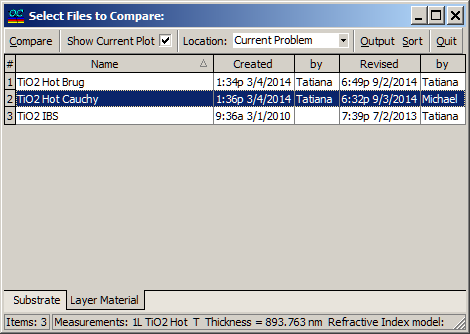 OC Select Files to Compare:
Compare Show Current Plot Location: Current Problem Output Sort Quit
# Name Created by Revised by
1 TiO2 Hot Brug 1:34p 3/4/2014 Tatiana 6:49p 9/2/2014 Tatiana
2 TiO2 Hot Cauchy 1:36p 3/4/2014 Tatiana 6:32p 9/3/2014 Michael
3 TiO2 IBS 9:36a 3/1/2010 7:39p 7/2/2013 Tatiana
Substrate Layer Material
Items: 3 Measurements: 1L TiO2 Hot T Thickness = 893.763 nm Refractive Index model: